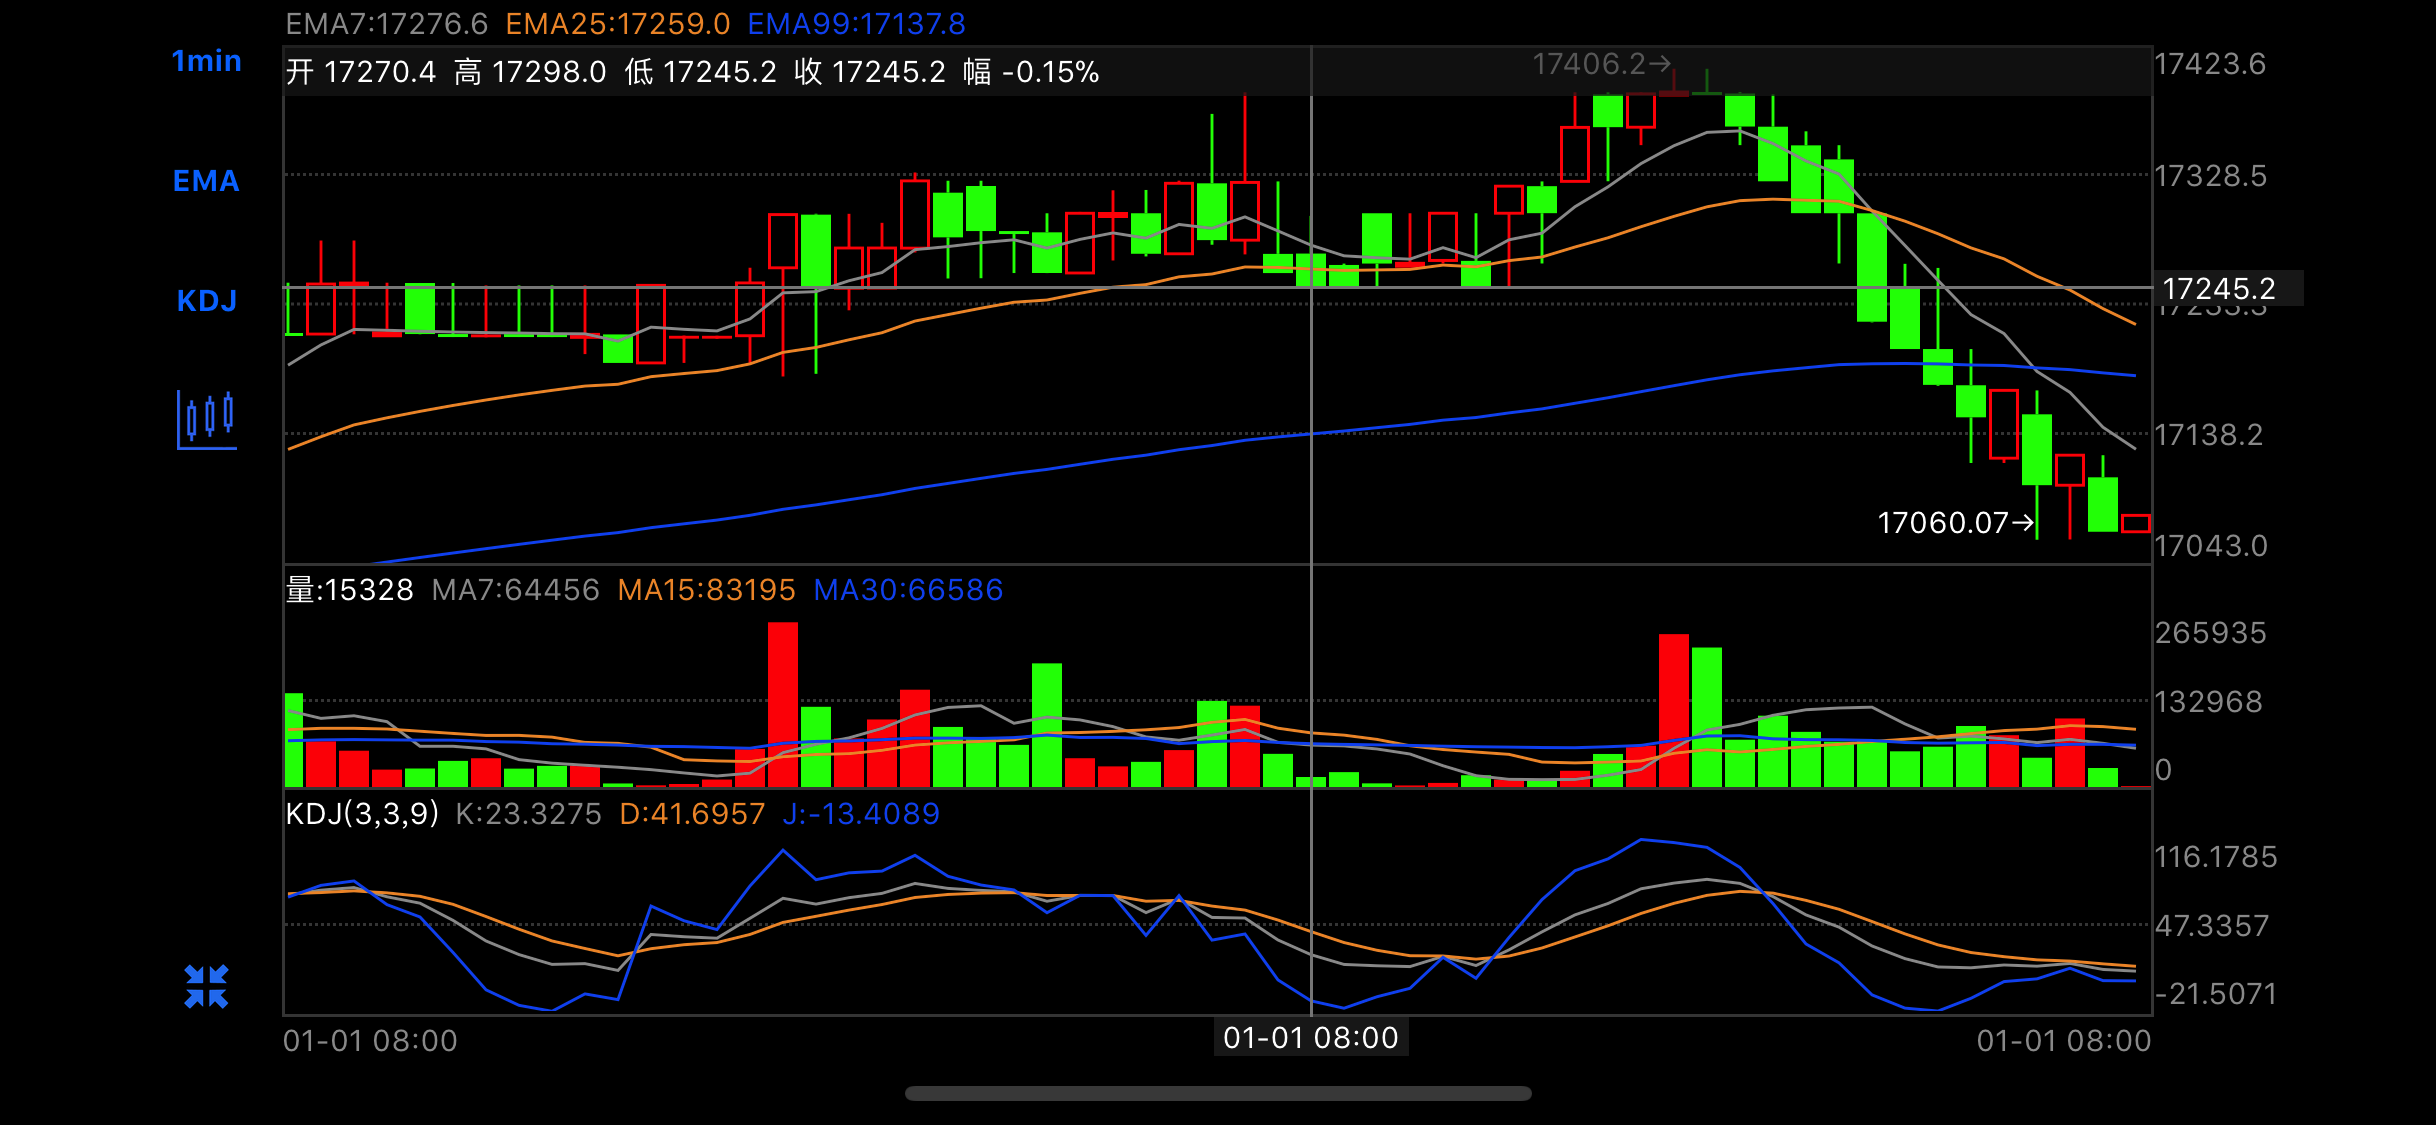 EMA7:17276.6 EMA25:17259.0 EMA99:17137.8
1min
开 17270.4 高 17298.0 低 17245.2 收 17245.2 幅 -0.15%
17406.2→
17423.6
EMA
17328.5
KDJ
17245.2
17233.3
17138.2
17060.07→
17043.0
量:15328 MA7:64456 MA15:83195 MA30:66586
265935
132968
0
KDJ(3,3,9) K:23.3275 D:41.6957 J:-13.4089
116.1785
47.3357
-21.5071
01-01 08:00 01-01 08:00 01-01 08:00